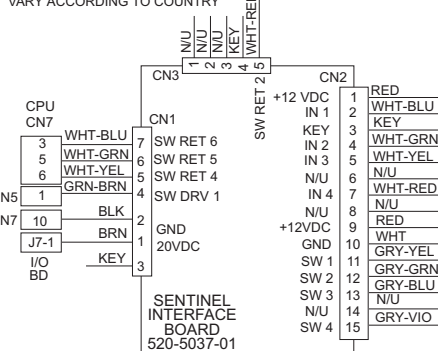 VARY ACCORDING TO COUNTRY
N/U
N/U
N/U
KEY
WHT-RED
1
2
3
4
5
CN3
SW RET 2
CPU
CN7
3 WHT-BLU
5 WHT-GRN
6 WHT-YEL
N5 1 GRN-BRN
N7 10 BLK
J7-1 BRN
I/O
BD
KEY
CN1
7 SW RET 6
6 SW RET 5
5 SW RET 4
4 SW DRV 1
2 GND
1 20VDC
3
CN2
+12 VDC 1 RED
IN 1 2 WHT-BLU
KEY 3 KEY
IN 2 4 WHT-GRN
IN 3 5 WHT-YEL
N/U 6 N/U
IN 4 7 WHT-RED
N/U 8 N/U
+12VDC 9 RED
GND 10 WHT
SW 1 11 GRY-YEL
SW 2 12 GRY-GRN
SW 3 13 GRY-BLU
N/U 14 N/U
SW 4 15 GRY-VIO
SENTINEL
INTERFACE
BOARD
520-5037-01